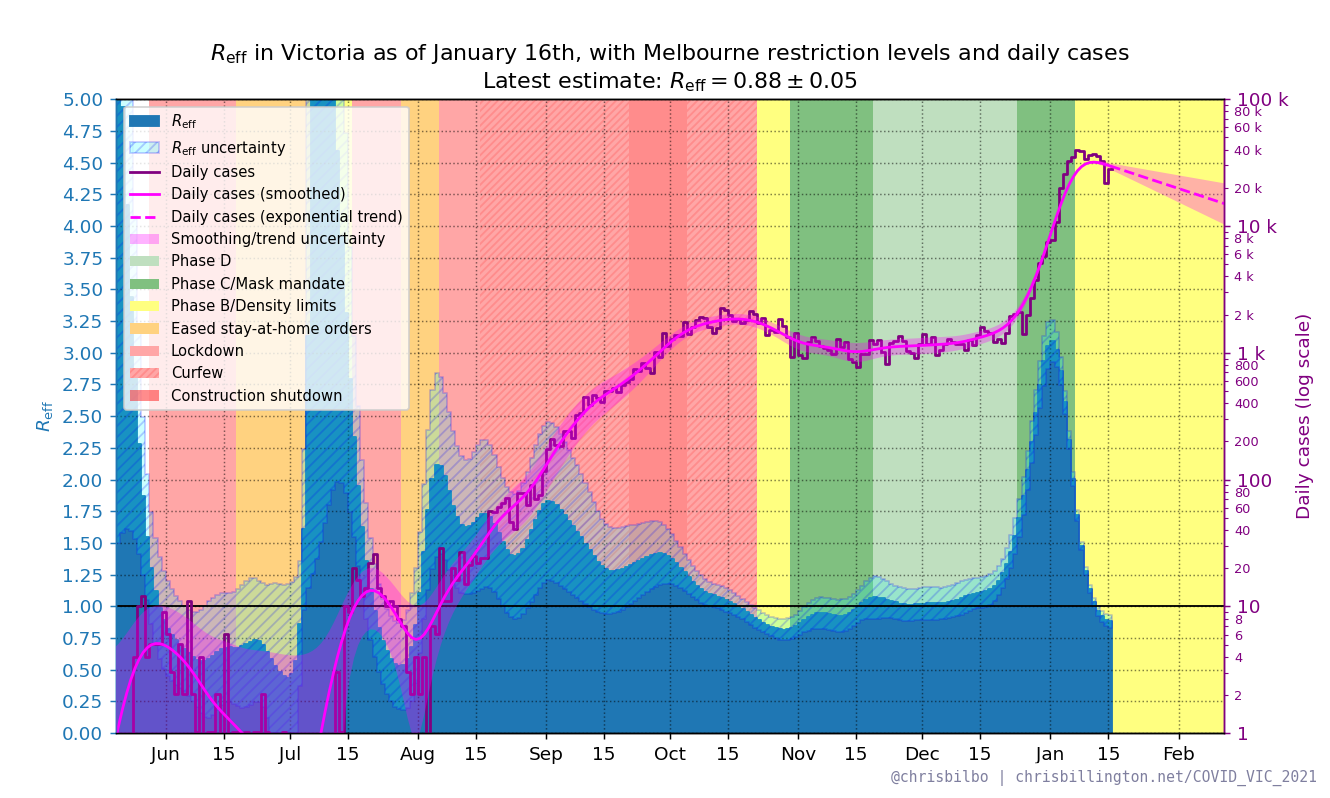 R_eff in Victoria as of January 16th, with Melbourne restriction levels and daily cases
Latest estimate: R_eff = 0.88 ± 0.05
R_eff
5.00
4.75
4.50
4.25
4.00
3.75
3.50
3.25
3.00
2.75
2.50
2.25
2.00
1.75
1.50
1.25
1.00
0.75
0.50
0.25
0.00
R_eff
R_eff uncertainty
Daily cases
Daily cases (smoothed)
Daily cases (exponential trend)
Smoothing/trend uncertainty
Phase D
Phase C/Mask mandate
Phase B/Density limits
Eased stay-at-home orders
Lockdown
Curfew
Construction shutdown
100 k
80 k
60 k
40 k
20 k
10 k
8 k
6 k
4 k
2 k
1 k
800
600
400
200
100
80
60
40
20
10
8
6
4
2
1
Daily cases (log scale)
Jun 15 Jul 15 Aug 15 Sep 15 Oct 15 Nov 15 Dec 15 Jan 15 Feb
@chrisbilbo | chrisbillington.net/COVID_VIC_2021